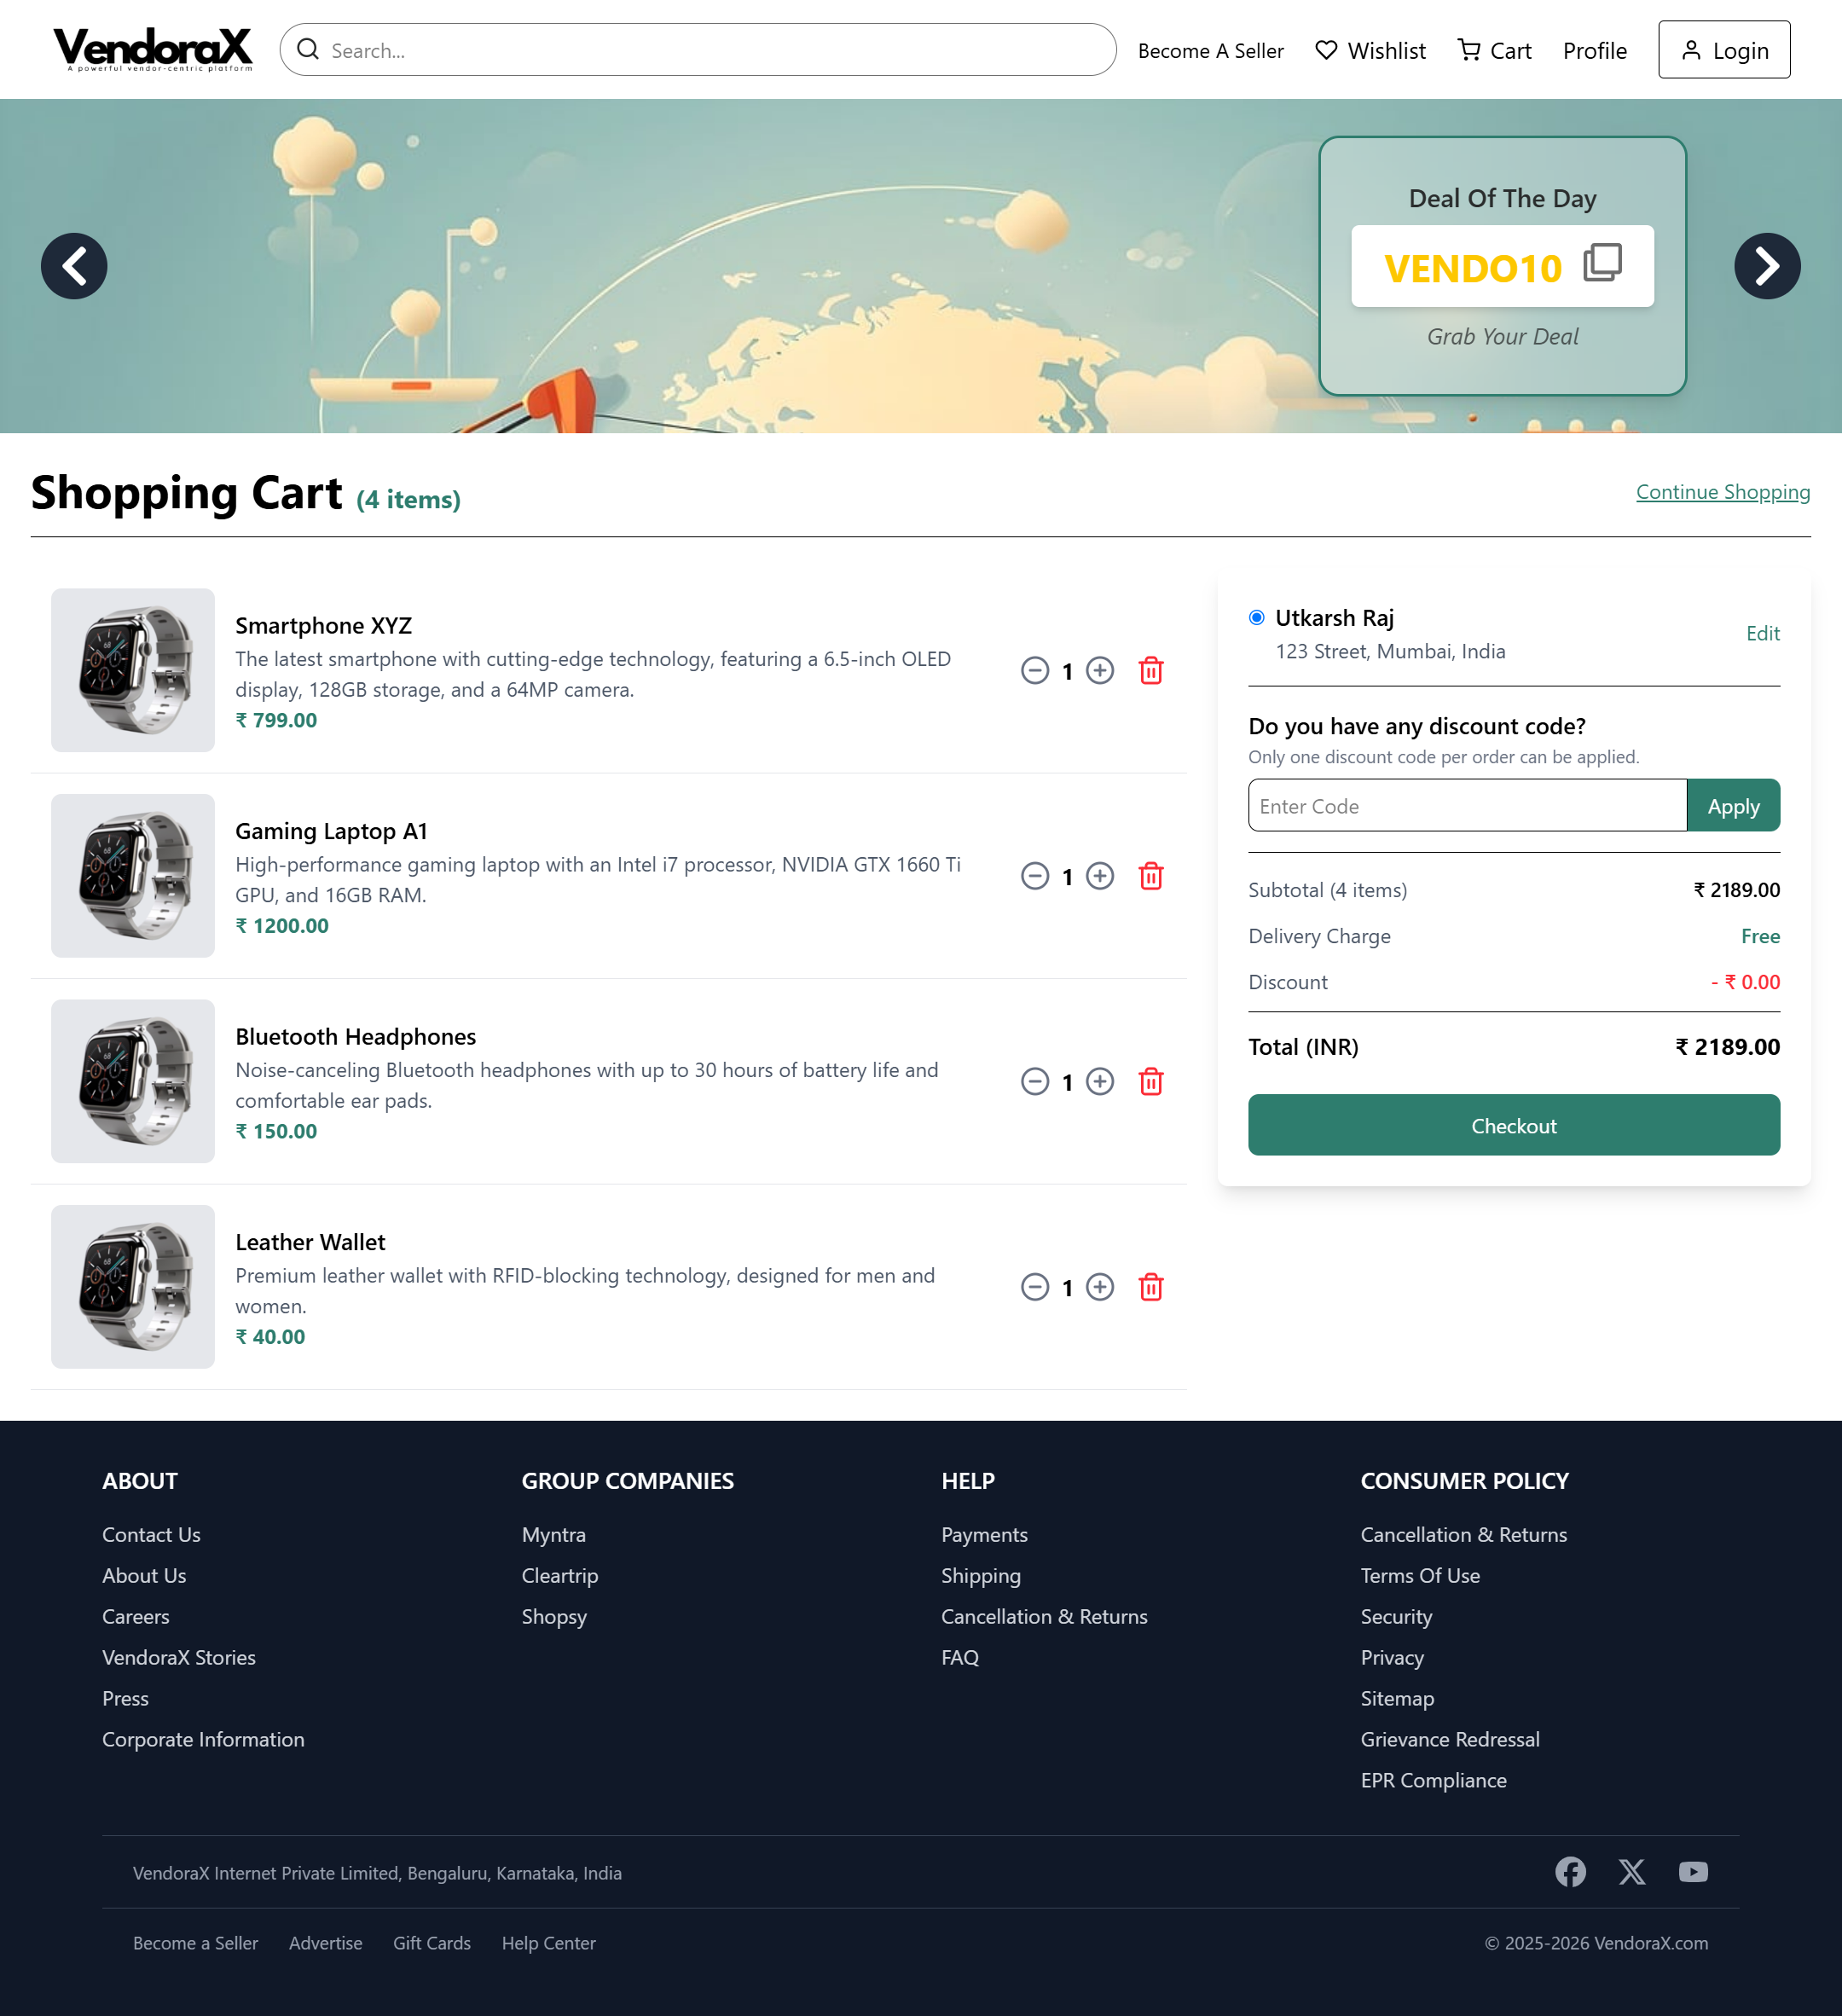 VendoraX
A powerful vendor-centric platform
Search...
Become A Seller
Wishlist
Cart
Profile
Login
Deal Of The Day
VENDO10
Grab Your Deal
Shopping Cart (4 items)
Continue Shopping
Smartphone XYZ
The latest smartphone with cutting-edge technology, featuring a 6.5-inch OLED
display, 128GB storage, and a 64MP camera.
₹ 799.00
1
Gaming Laptop A1
High-performance gaming laptop with an Intel i7 processor, NVIDIA GTX 1660 Ti
GPU, and 16GB RAM.
₹ 1200.00
1
Bluetooth Headphones
Noise-canceling Bluetooth headphones with up to 30 hours of battery life and
comfortable ear pads.
₹ 150.00
1
Leather Wallet
Premium leather wallet with RFID-blocking technology, designed for men and
women.
₹ 40.00
1
Utkarsh Raj
123 Street, Mumbai, India
Edit
Do you have any discount code?
Only one discount code per order can be applied.
Enter Code
Apply
Subtotal (4 items) ₹ 2189.00
Delivery Charge Free
Discount - ₹ 0.00
Total (INR) ₹ 2189.00
Checkout
ABOUT
Contact Us
About Us
Careers
VendoraX Stories
Press
Corporate Information
GROUP COMPANIES
Myntra
Cleartrip
Shopsy
HELP
Payments
Shipping
Cancellation & Returns
FAQ
CONSUMER POLICY
Cancellation & Returns
Terms Of Use
Security
Privacy
Sitemap
Grievance Redressal
EPR Compliance
VendoraX Internet Private Limited, Bengaluru, Karnataka, India
Become a Seller
Advertise
Gift Cards
Help Center
© 2025-2026 VendoraX.com